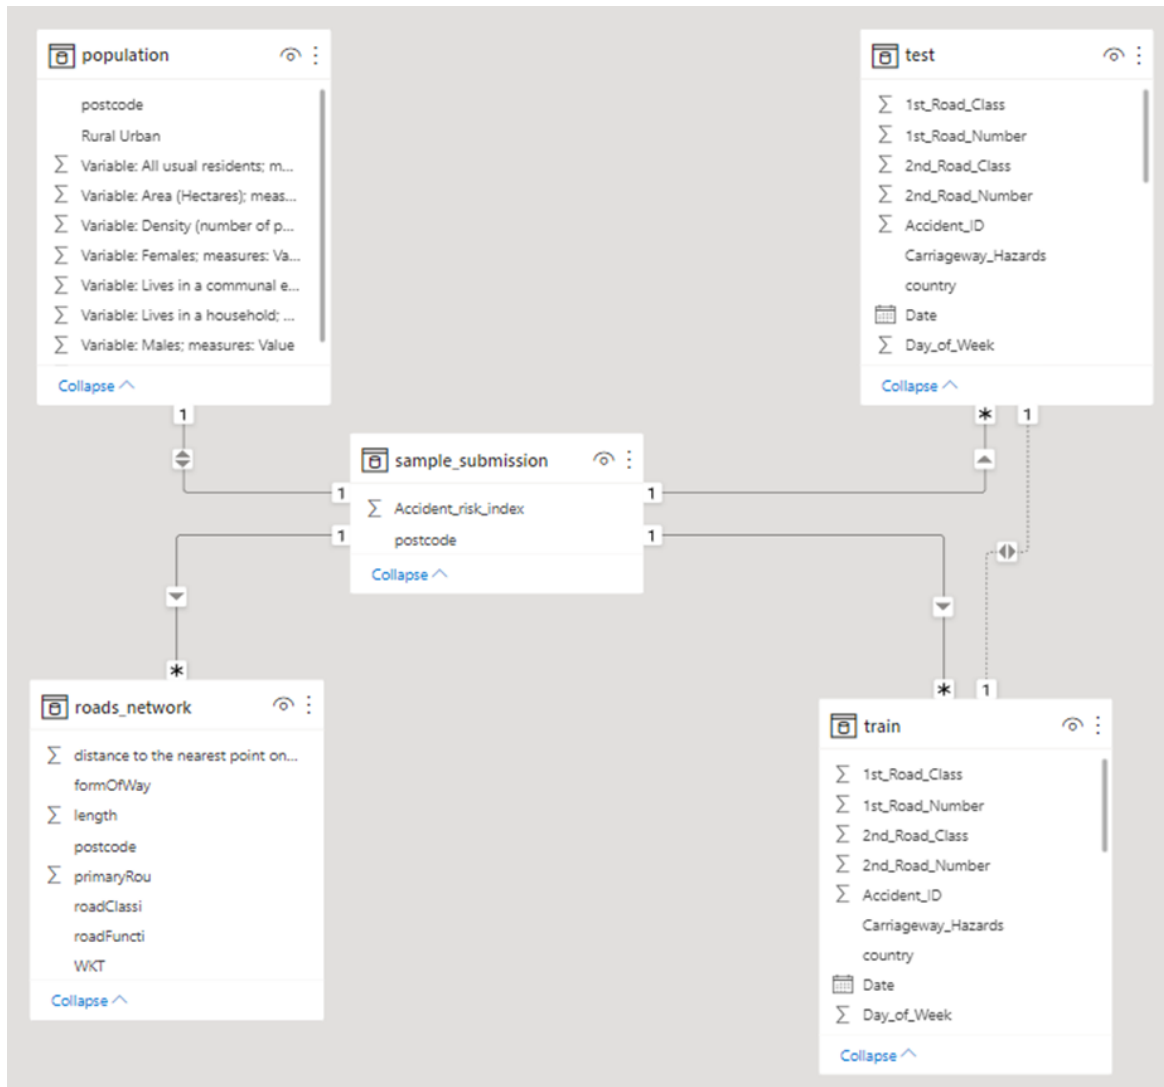 population
postcode
Rural Urban
Variable: All usual residents; m...
Variable: Area (Hectares); meas...
Variable: Density (number of p...
Variable: Females; measures: Va...
Variable: Lives in a communal e...
Variable: Lives in a household; ...
Variable: Males; measures: Value
Collapse
1
test
1st_Road_Class
1st_Road_Number
2nd_Road_Class
2nd_Road_Number
Accident_ID
Carriageway_Hazards
country
Date
Day_of_Week
Collapse
* 1
sample_submission
1 1
Accident_risk_index
1 1
postcode
Collapse
*
roads_network
distance to the nearest point on...
formOfWay
length
postcode
primaryRou
roadClassi
roadFuncti
WKT
Collapse
* 1
train
1st_Road_Class
1st_Road_Number
2nd_Road_Class
2nd_Road_Number
Accident_ID
Carriageway_Hazards
country
Date
Day_of_Week
Collapse